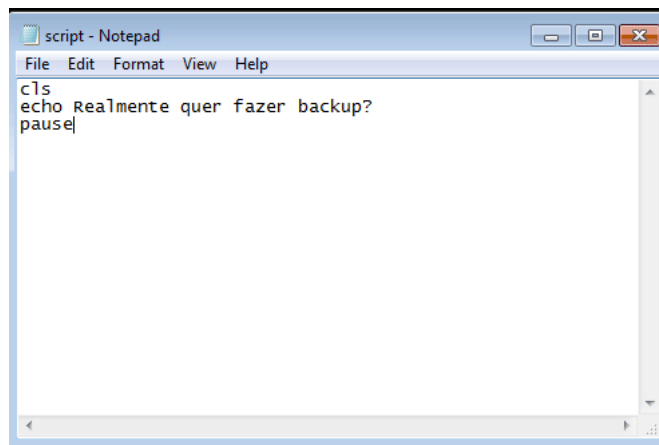 script - Notepad
File Edit Format View Help
cls
echo Realmente quer fazer backup?
pause